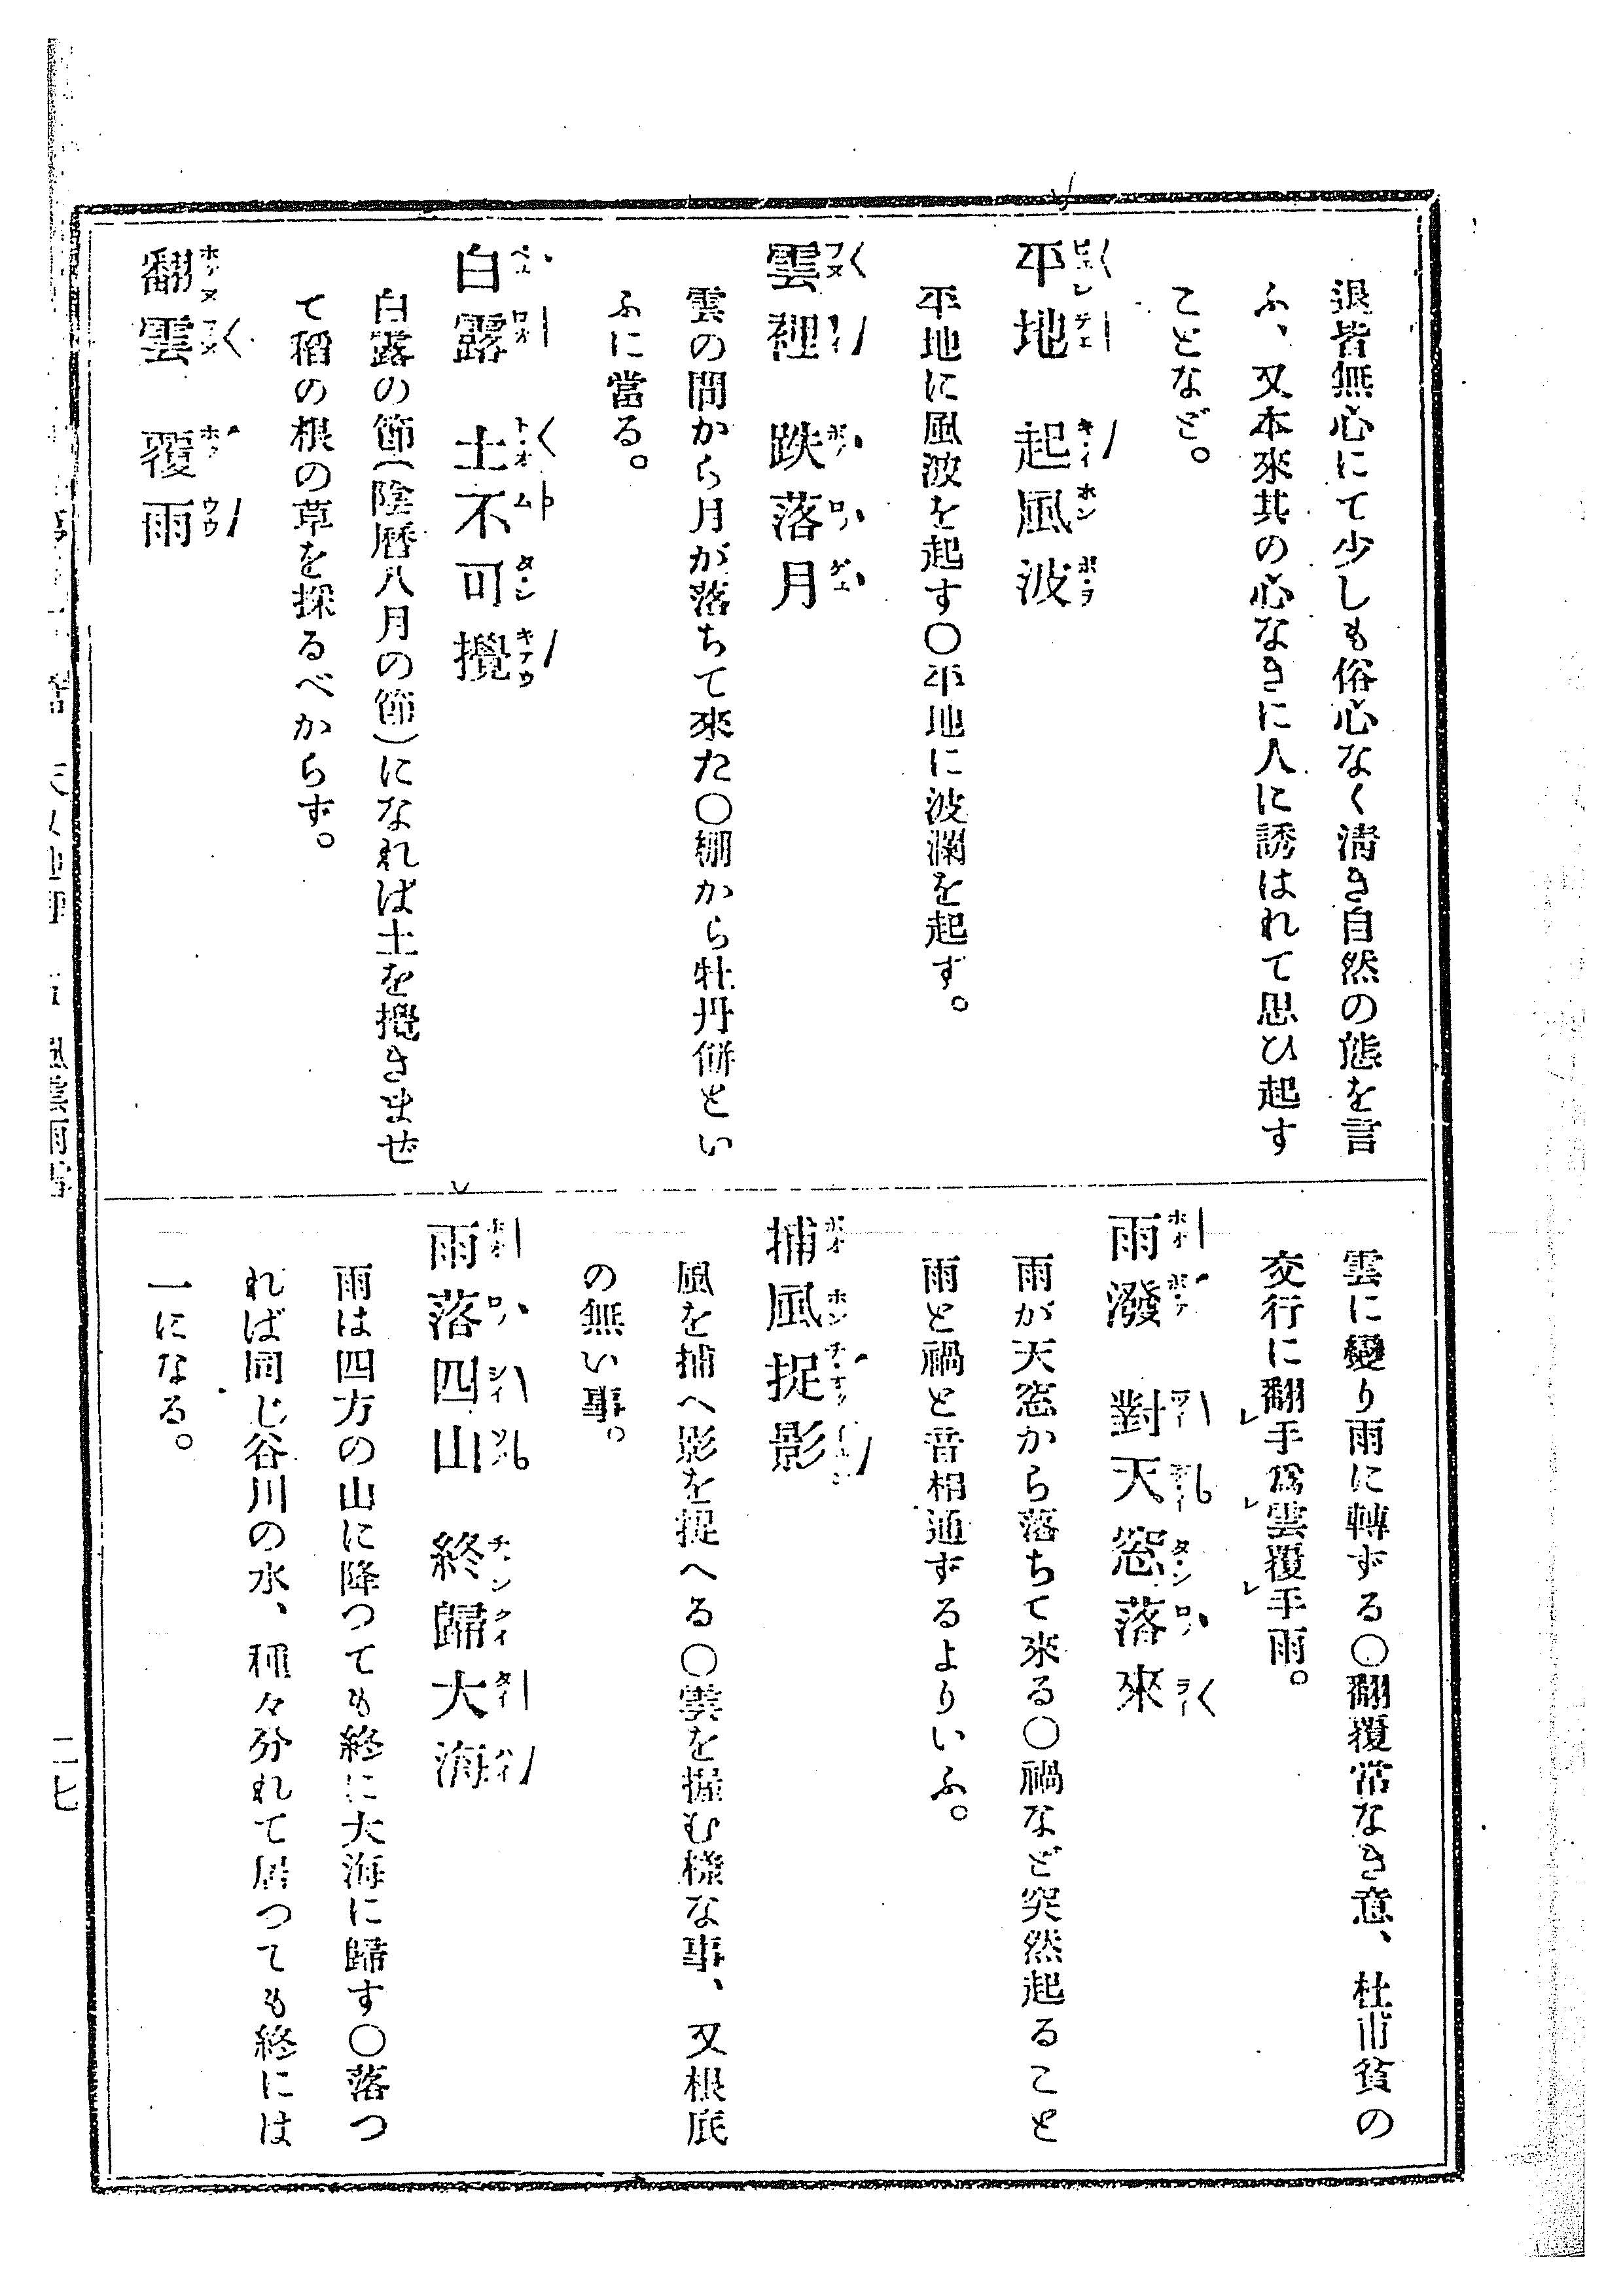 退皆無心にて少しも俗心なく淸き自然の態を言
ふ、又本來其の心なきに人に誘はれて思ひ起す
ことなど。
平地 起風波
平地に風波を起す〇平地に波瀾を起す。
雲裡 跌落月
雲の間から月が落ちて來た〇棚から牡丹餅とい
ふに當る。
白露 土不可攪
白露の節(陰曆八月の節)になれば土を攪きませ
て稻の根の草を採るべからず。
翻雲 覆雨
雲に變り雨に轉ずる〇翻覆常なき意、杜甫貧の
交行に翻レ手爲レ雲覆レ手雨。
雨潑 對天窓落來
雨が天窓から落ちて來る〇禍など突然起ること
雨と禍と音相通ずるよりいふ。
捕風捉影
風を捕へ影を捉へる〇雲を握む樣な事、又根底
の無い事。
雨落四山 終歸大海
雨は四方の山に降つても終に大海に歸す〇落つ
れば同じ谷川の水、種々分れて居つても終には
一になる。
風雲雨雪
二七